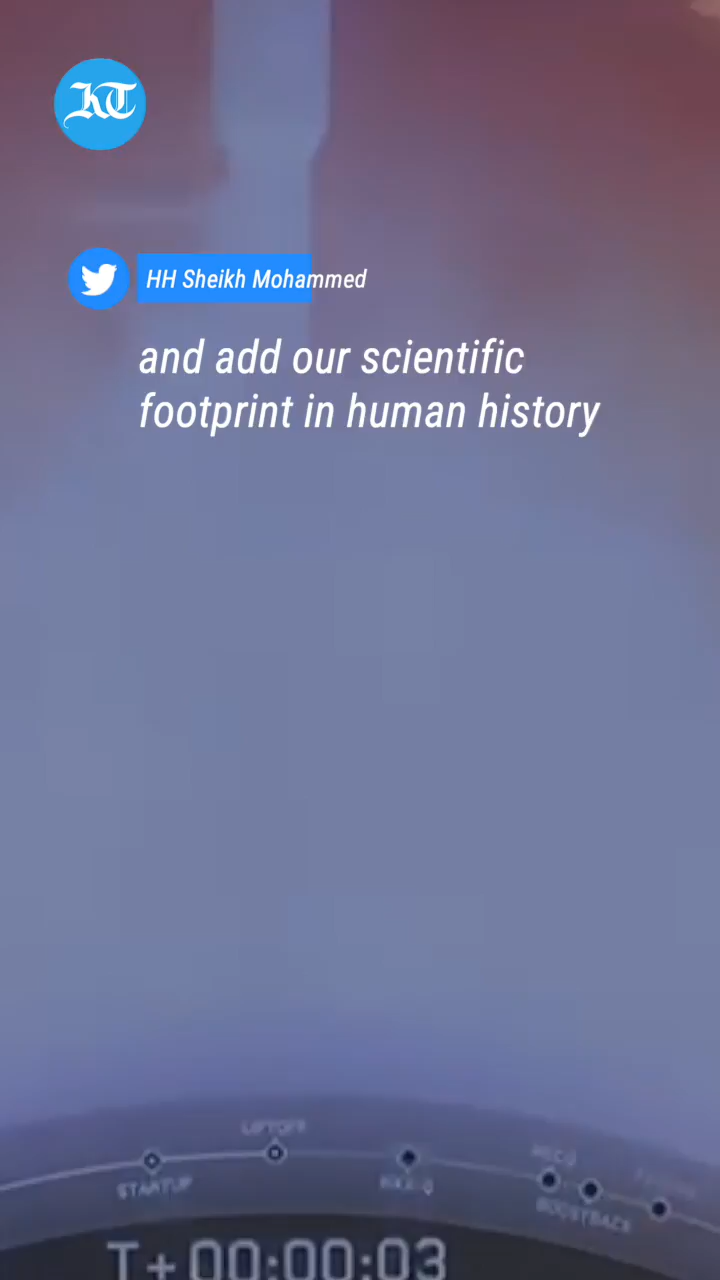 KT
HH Sheikh Mohammed
and add our scientific
footprint in human history
LIFTOFF
STARTUP
MAX-Q
MECO
BOOSTBACK
T+00:00:03